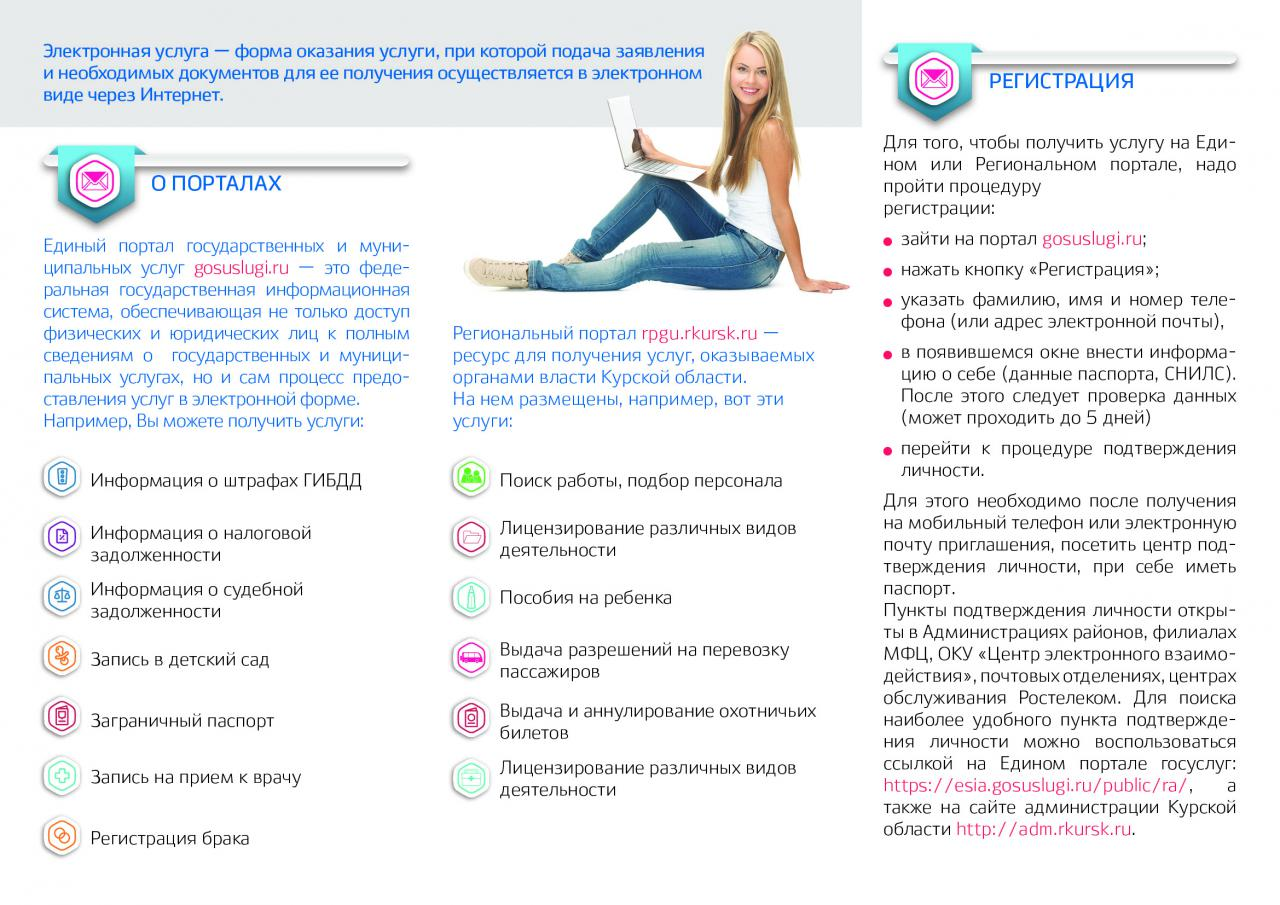 Электронная услуга — форма оказания услуги, при которой подача заявления
и необходимых документов для ее получения осуществляется в электронном
виде через Интернет.
О ПОРТАЛАХ
Единый портал государственных и муни-
ципальных услуг gosuslugi.ru — это феде-
ральная государственная информационная
система, обеспечивающая не только доступ
физических и юридических лиц к полным
сведениям о государственных и муници-
пальных услугах, но и сам процесс предо-
ставления услуг в электронной форме.
Например, Вы можете получить услуги:
Информация о штрафах ГИБДД
Информация о налоговой
задолженности
Информация о судебной
задолженности
Запись в детский сад
Заграничный паспорт
Запись на прием к врачу
Регистрация брака
Региональный портал rpgu.rkursk.ru —
ресурс для получения услуг, оказываемых
органами власти Курской области.
На нем размещены, например, вот эти
услуги:
Поиск работы, подбор персонала
Лицензирование различных видов
деятельности
Пособия на ребенка
Выдача разрешений на перевозку
пассажиров
Выдача и аннулирование охотничьих
билетов
Лицензирование различных видов
деятельности
РЕГИСТРАЦИЯ
Для того, чтобы получить услугу на Еди-
ном или Региональном портале, надо
пройти процедуру
регистрации:
зайти на портал gosuslugi.ru;
нажать кнопку «Регистрация»;
указать фамилию, имя и номер теле-
фона (или адрес электронной почты),
в появившемся окне внести информа-
цию о себе (данные паспорта, СНИЛС).
После этого следует проверка данных
(может проходить до 5 дней)
перейти к процедуре подтверждения
личности.
Для этого необходимо после получения
на мобильный телефон или электронную
почту приглашения, посетить центр под-
тверждения личности, при себе иметь
паспорт.
Пункты подтверждения личности откры-
ты в Администрациях районов, филиалах
МФЦ, ОКУ «Центр электронного взаимо-
действия», почтовых отделениях, центрах
обслуживания Ростелеком. Для поиска
наиболее удобного пункта подтвержде-
ния личности можно воспользоваться
ссылкой на Едином портале госуслуг:
https://esia.gosuslugi.ru/public/ra/, а
также на сайте администрации Курской
области http://adm.rkursk.ru.